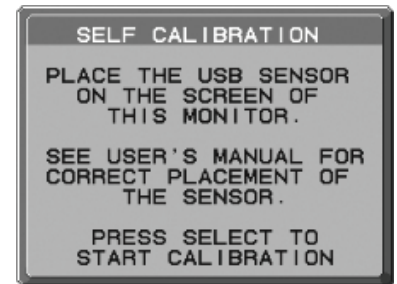 SELF CALIBRATION
PLACE THE USB SENSOR
ON THE SCREEN OF
THIS MONITOR.
SEE USER'S MANUAL FOR
CORRECT PLACEMENT OF
THE SENSOR.
PRESS SELECT TO
START CALIBRATION